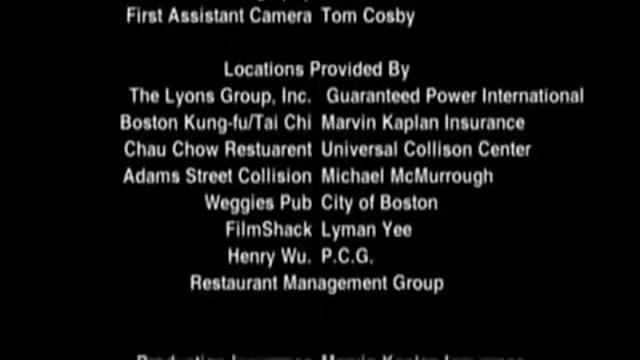 First Assistant Camera Tom Cosby
Locations Provided By
The Lyons Group, Inc. Guaranteed Power International
Boston Kung-fu/Tai Chi Marvin Kaplan Insurance
Chau Chow Restuarent Universal Collison Center
Adams Street Collision Michael McMurrough
Weggies Pub City of Boston
FilmShack Lyman Yee
Henry Wu. P.C.G.
Restaurant Management Group